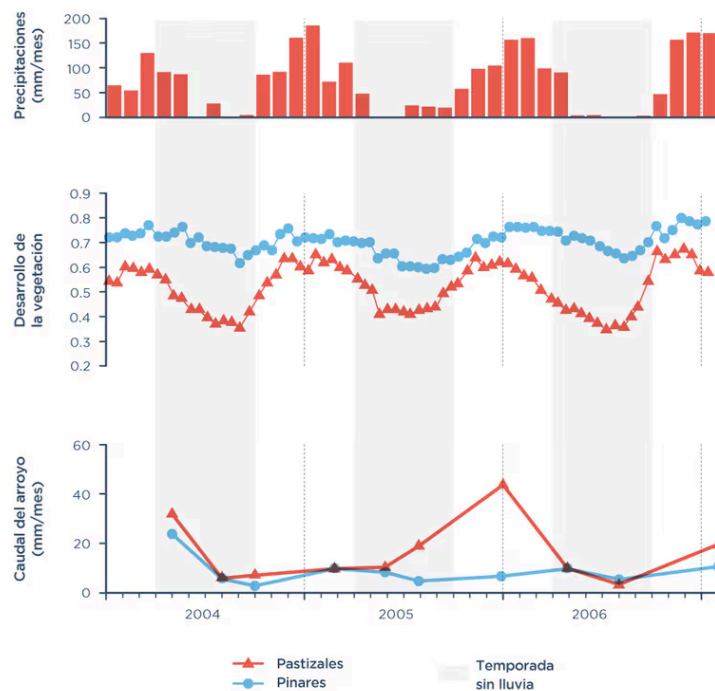 Precipitaciones
(mm/mes)
200
150
100
50
0
Desarrollo de
la vegetación
0.9
0.8
0.7
0.6
0.5
0.4
0.3
0.2
Caudal del arroyo
(mm/mes)
60
40
20
0
2004
2005
2006
Pastizales
Pinares
Temporada
sin lluvia